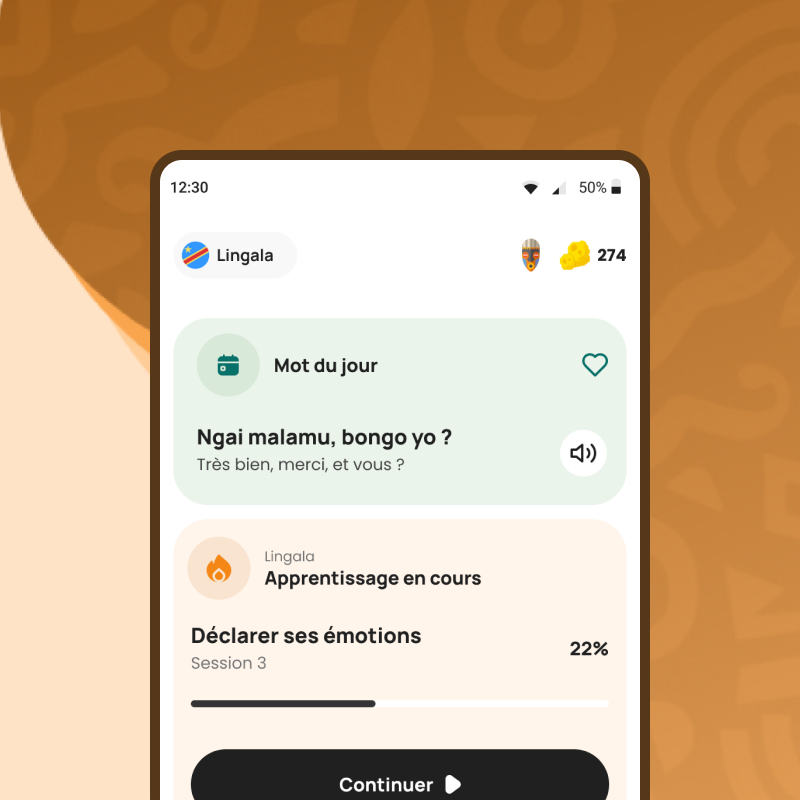 12:30
50%
Lingala
274
Mot du jour
Ngai malamu, bongo yo ?
Très bien, merci, et vous ?
Lingala
Apprentissage en cours
Déclarer ses émotions
22%
Session 3
Continuer